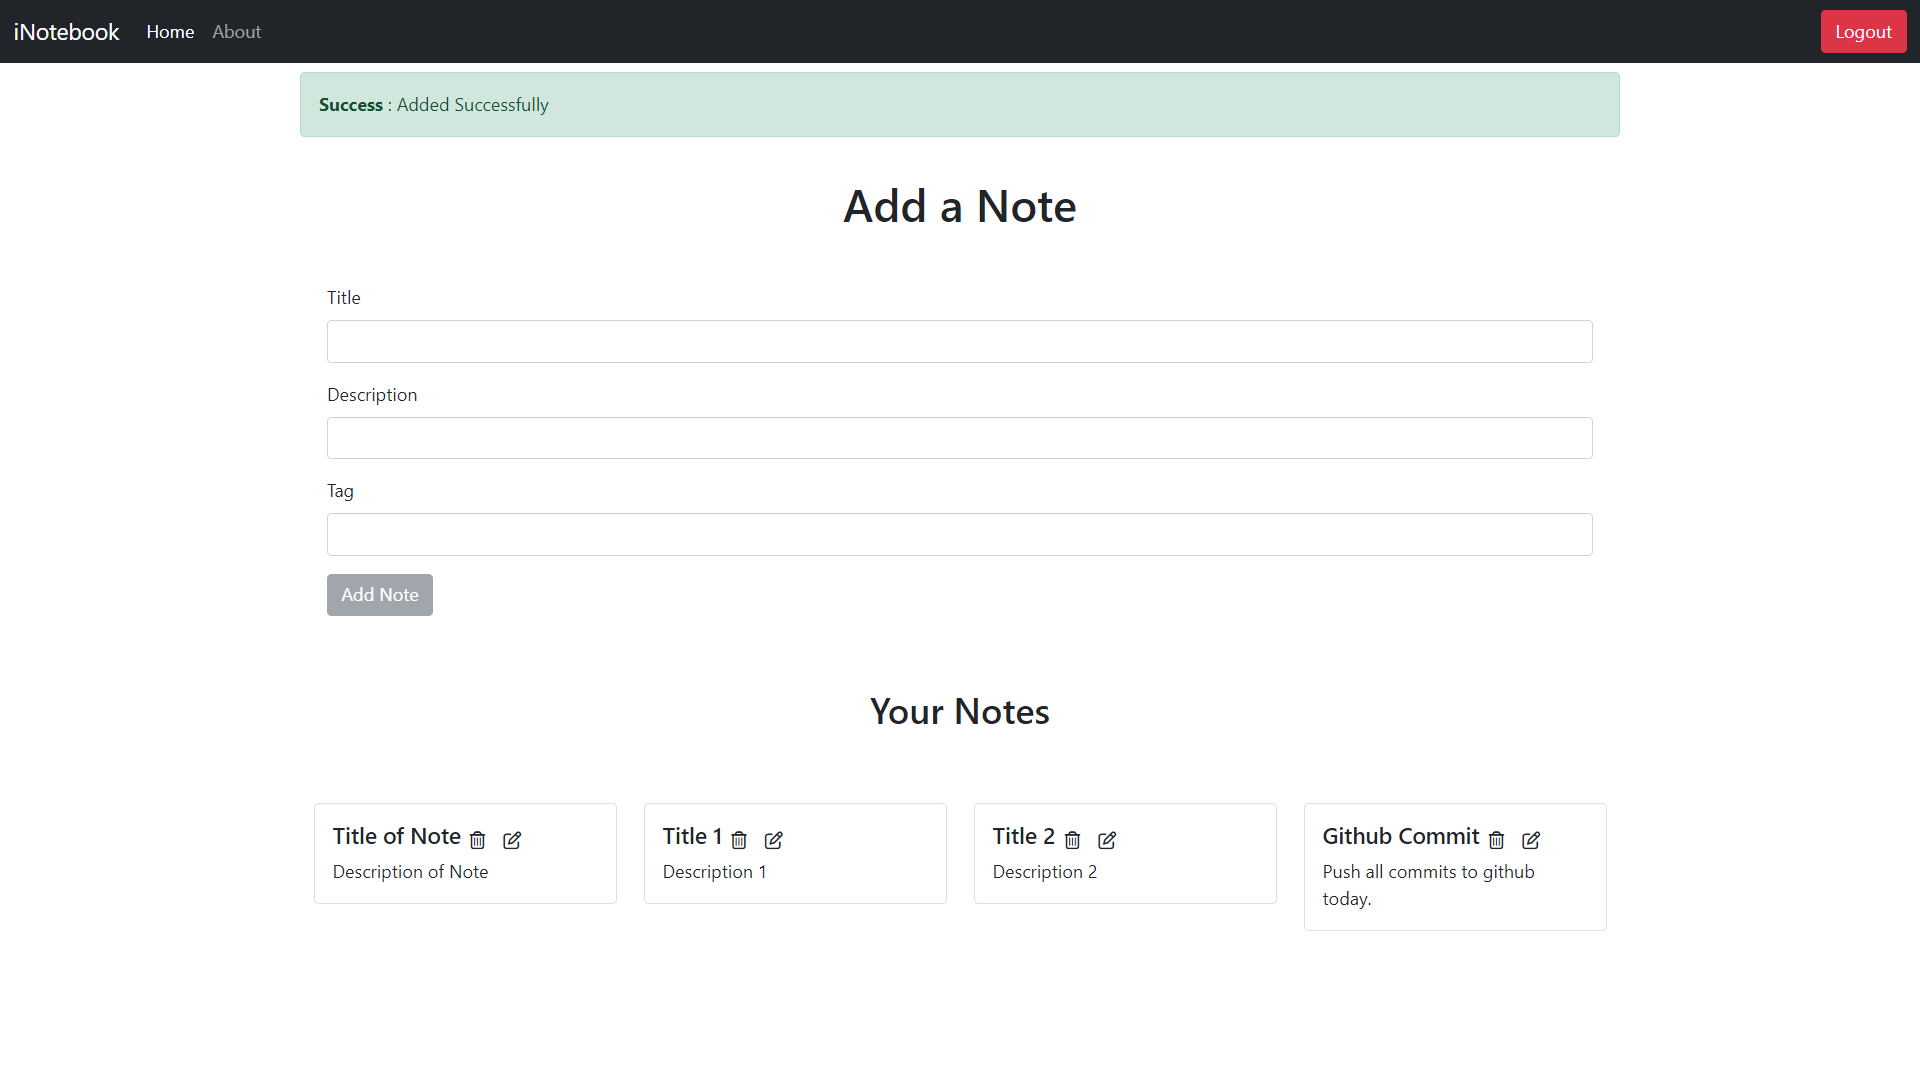 iNotebook Home About Logout
Success : Added Successfully
Add a Note
Title
Description
Tag
Add Note
Your Notes
Title of Note
Description of Note
Title 1
Description 1
Title 2
Description 2
Github Commit
Push all commits to github
today.